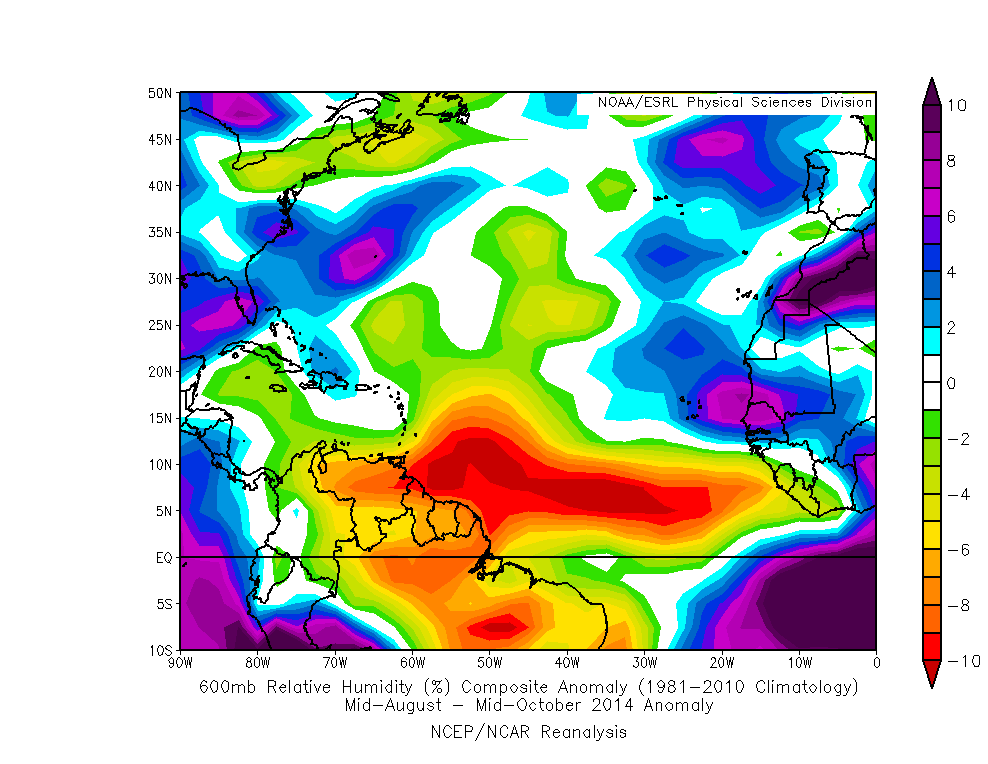 NOAA/ESRL Physical Sciences Division
50N
45N
40N
35N
30N
25N
20N
15N
10N
5N
EQ
5S
10S
90W 80W 70W 60W 50W 40W 30W 20W 10W 0
10
8
6
4
2
0
−2
−4
−6
−8
−10
600mb Relative Humidity (%) Composite Anomaly (1981−2010 Climatology)
Mid−August − Mid−October 2014 Anomaly
NCEP/NCAR Reanalysis